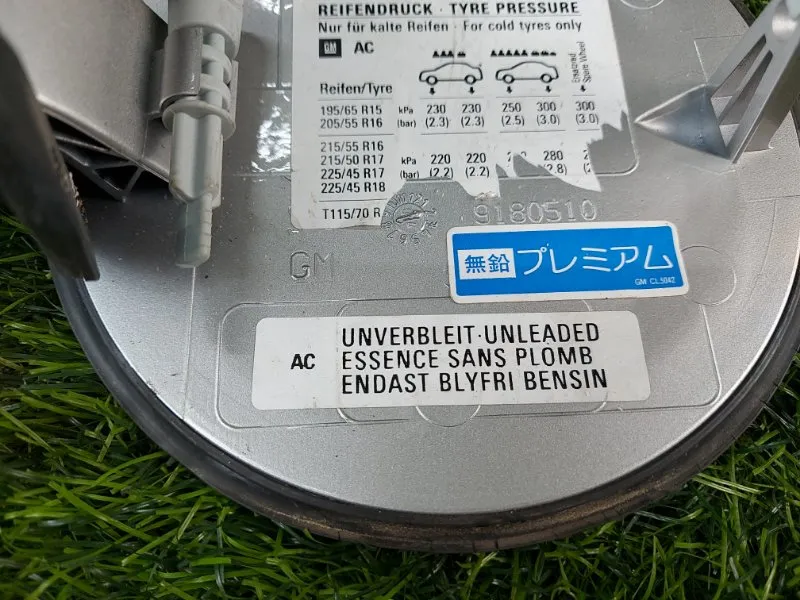 REIFENDRUCK · TYRE PRESSURE
Nur für kalte Reifen · For cold tyres only
GM AC
Ersatzrad
Spare Wheel
Reifen/Tyre
195/65 R15 kPa 230 230 250 300 300
205/55 R16 (bar) (2.3) (2.3) (2.5) (3.0) (3.0)
215/55 R16
215/50 R17 kPa 220 220 280
225/45 R17 (bar) (2.2) (2.2)
225/45 R18
T115/70 R
9180510
GM
無鉛 プレミアム
GM CL5042
AC
UNVERBLEIT·UNLEADED
ESSENCE SANS PLOMB
ENDAST BLYFRI BENSIN